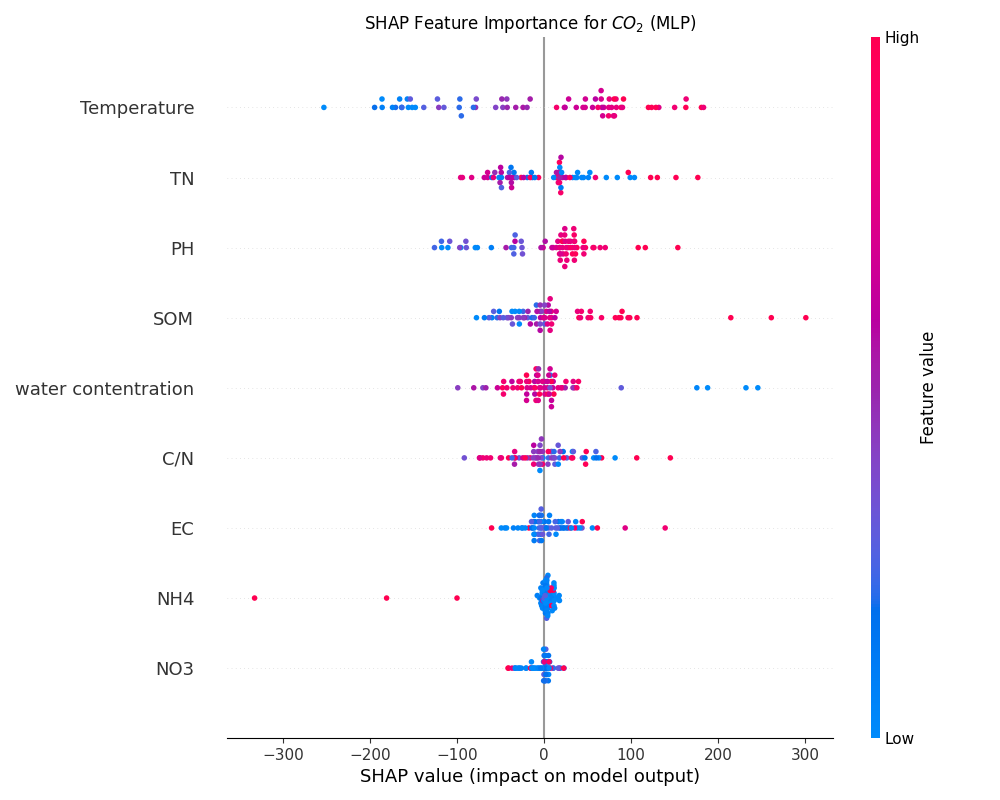 SHAP Feature Importance for CO₂ (MLP)
High
Temperature
TN
PH
SOM
water contentration
C/N
EC
NH4
NO3
Feature value
Low
−300 −200 −100 0 100 200 300
SHAP value (impact on model output)